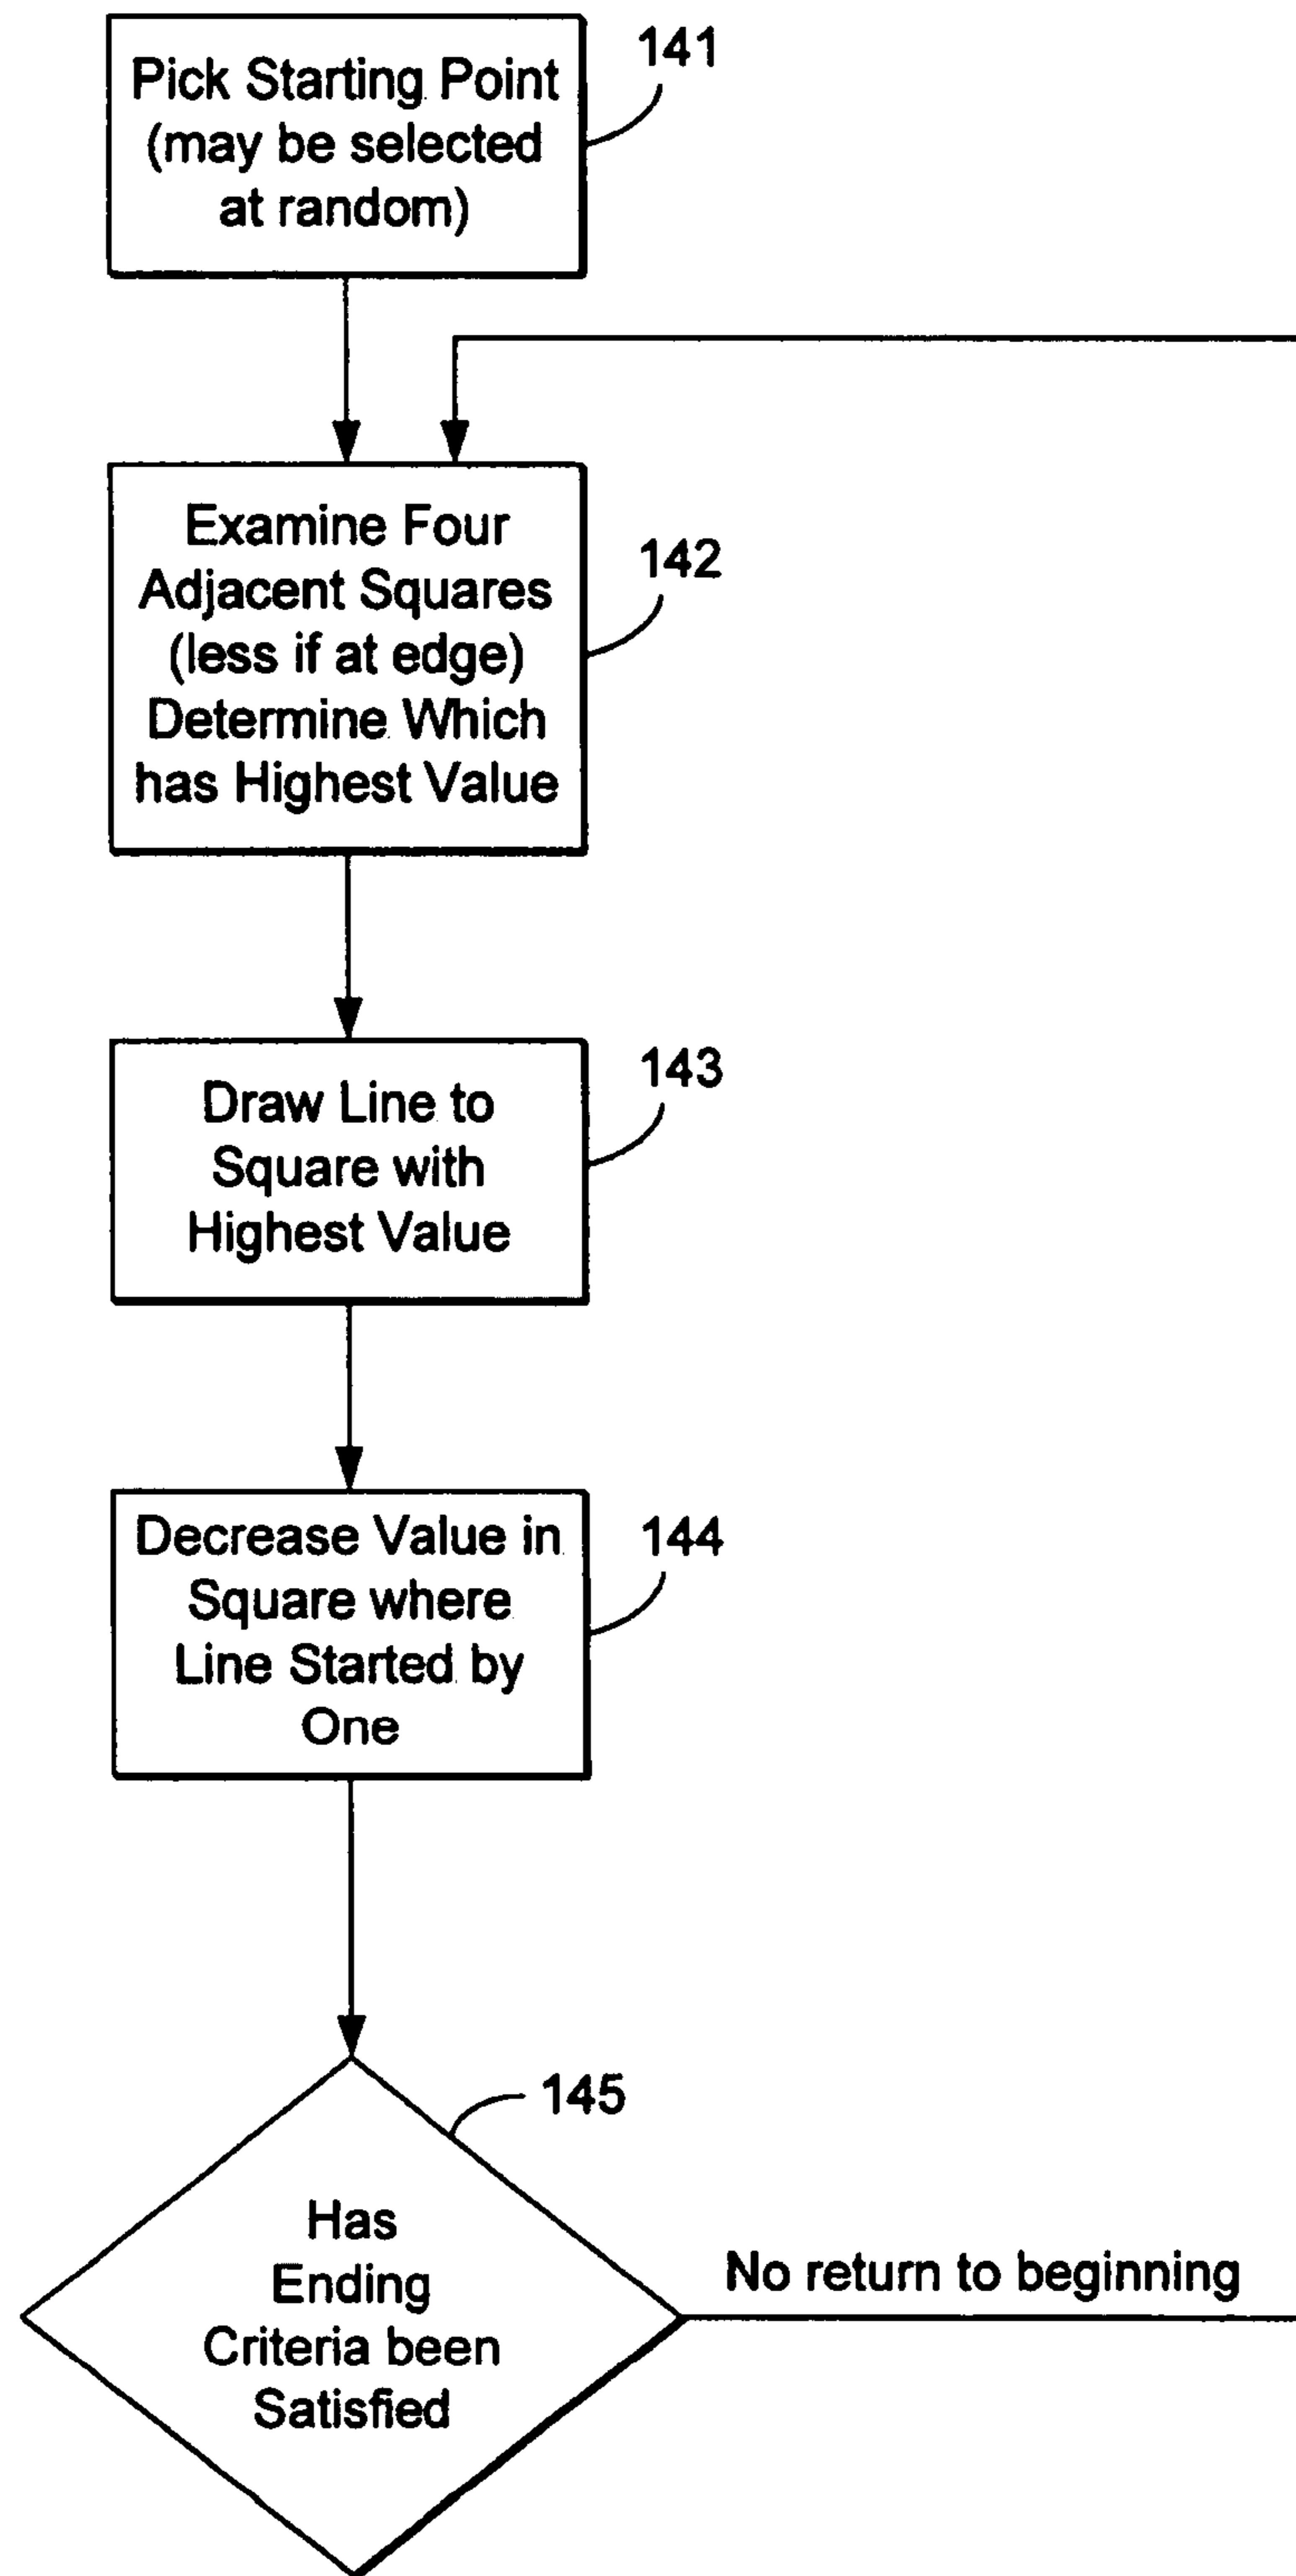 Pick Starting Point
(may be selected
at random)
141
Examine Four
Adjacent Squares
(less if at edge)
Determine Which
has Highest Value
142
Draw Line to
Square with
Highest Value
143
Decrease Value in
Square where
Line Started by
One
144
145
Has
Ending
Criteria been
Satisfied
No return to beginning